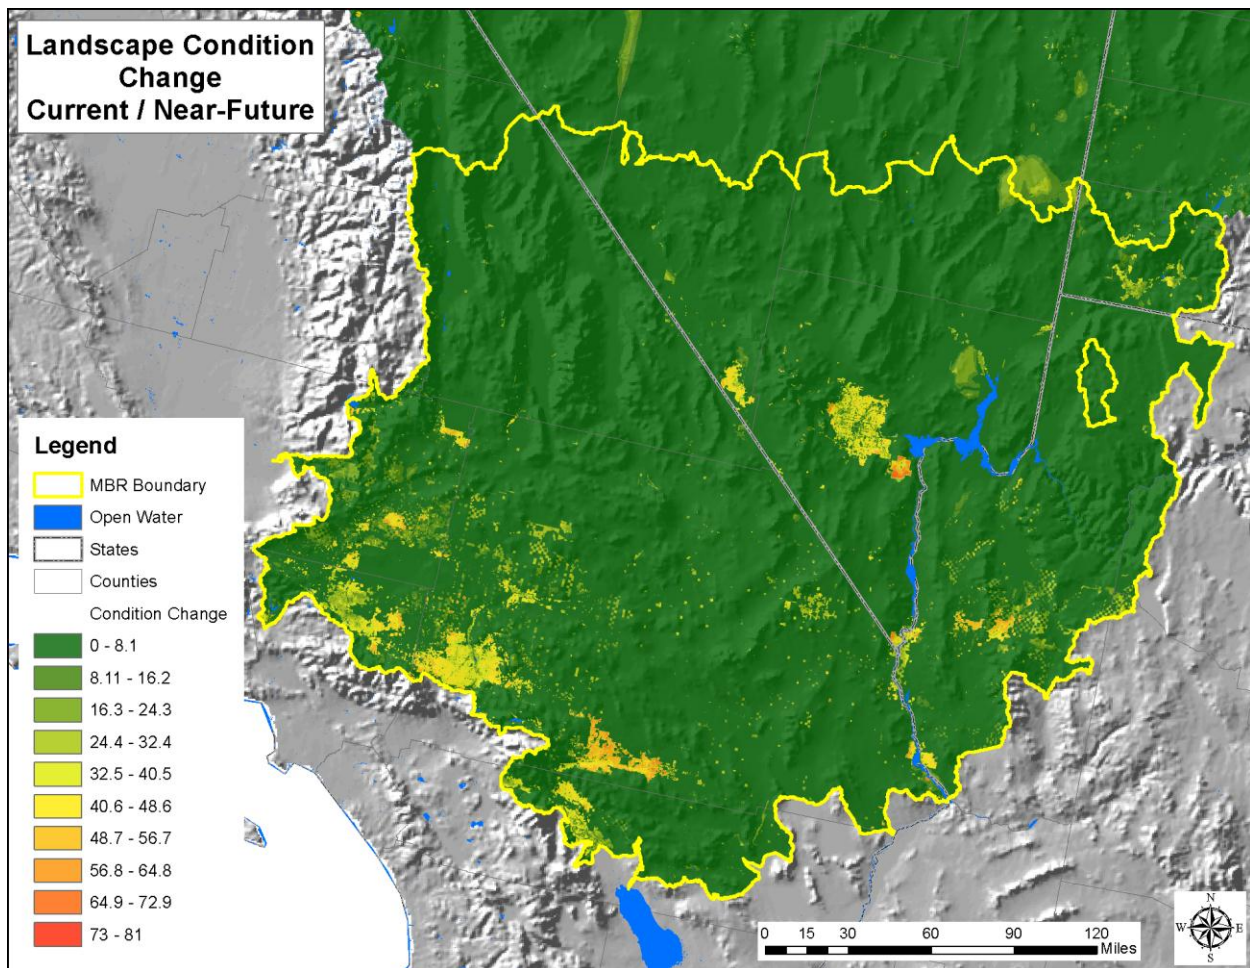 Landscape Condition
Change
Current / Near-Future
Legend
MBR Boundary
Open Water
States
Counties
Condition Change
0 - 8.1
8.11 - 16.2
16.3 - 24.3
24.4 - 32.4
32.5 - 40.5
40.6 - 48.6
48.7 - 56.7
56.8 - 64.8
64.9 - 72.9
73 - 81
0 15 30 60 90 120
Miles
N
W E
S